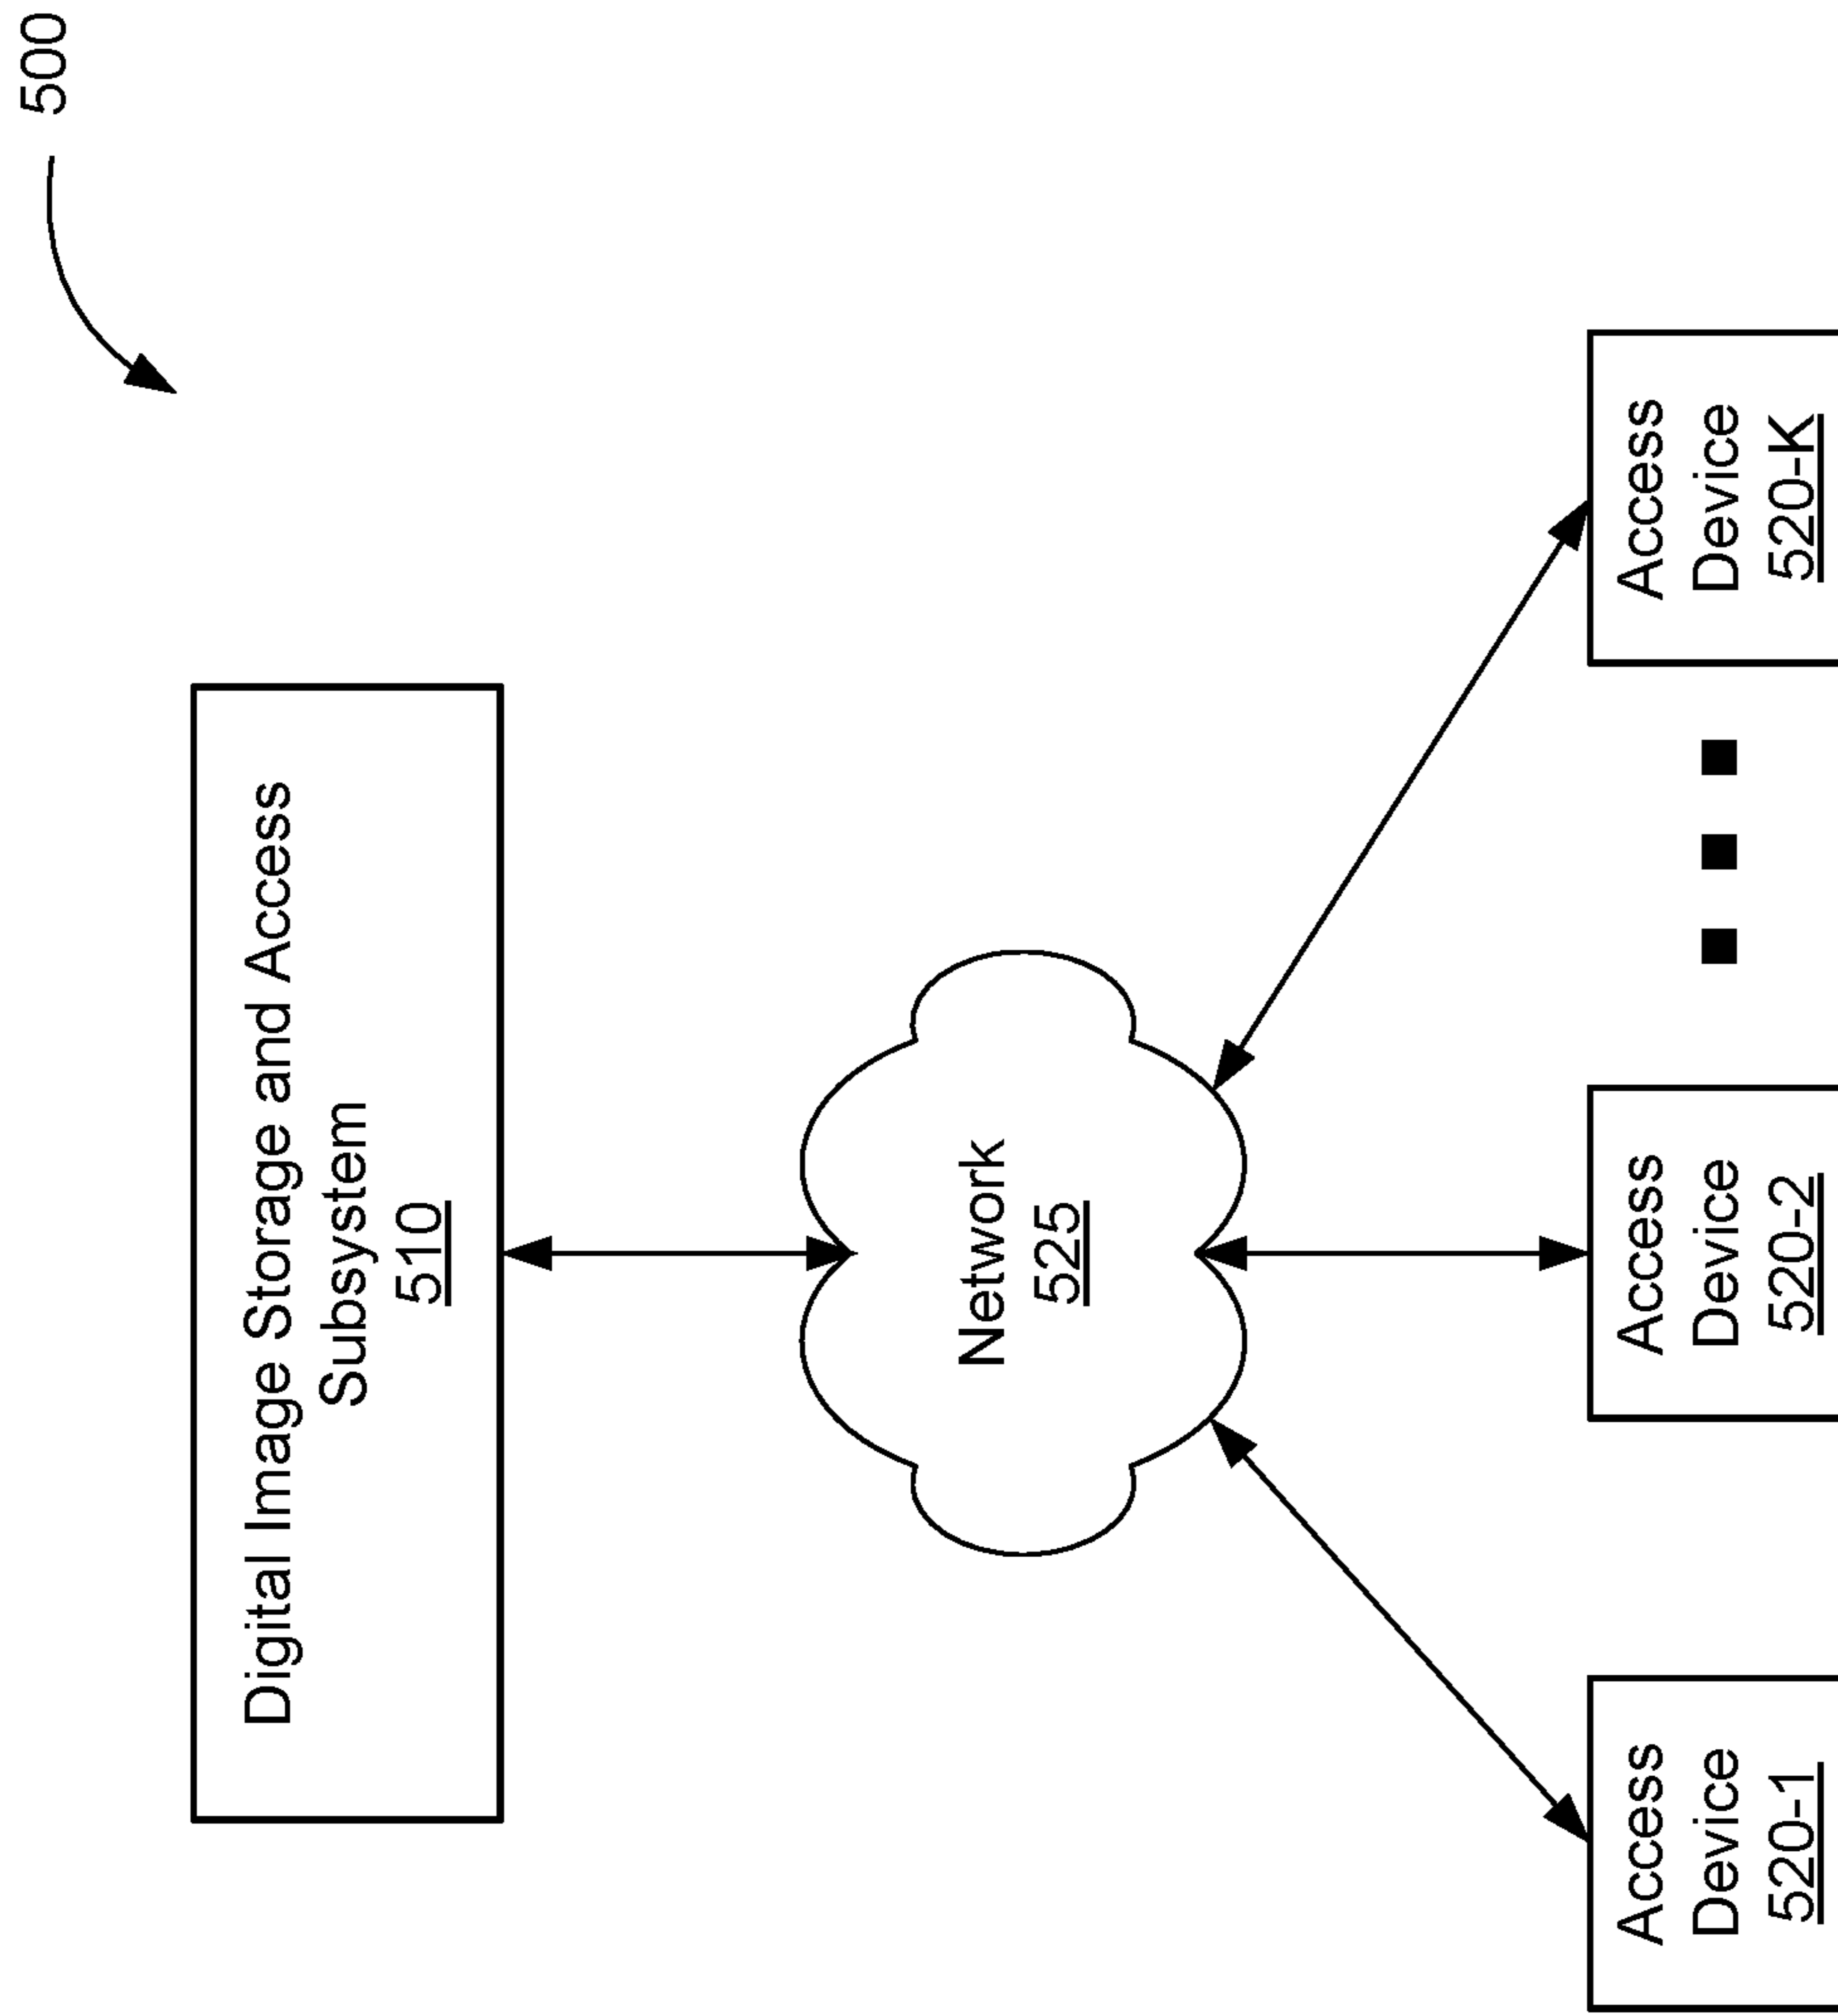 500
Digital Image Storage and Access
Subsystem
510
Network
525
Access
Device
520-1
Access
Device
520-2
Access
Device
520-K